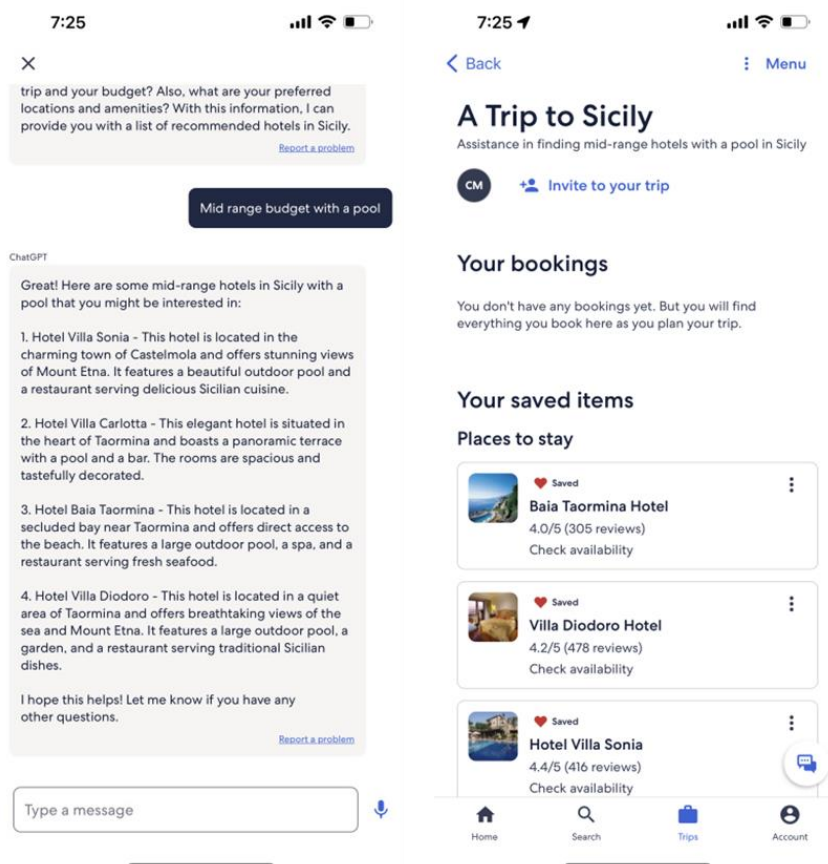 7:25
trip and your budget? Also, what are your preferred
locations and amenities? With this information, I can
provide you with a list of recommended hotels in Sicily.
Report a problem
Mid range budget with a pool
ChatGPT
Great! Here are some mid-range hotels in Sicily with a
pool that you might be interested in:
1. Hotel Villa Sonia - This hotel is located in the
charming town of Castelmola and offers stunning views
of Mount Etna. It features a beautiful outdoor pool and
a restaurant serving delicious Sicilian cuisine.
2. Hotel Villa Carlotta - This elegant hotel is situated in
the heart of Taormina and boasts a panoramic terrace
with a pool and a bar. The rooms are spacious and
tastefully decorated.
3. Hotel Baia Taormina - This hotel is located in a
secluded bay near Taormina and offers direct access to
the beach. It features a large outdoor pool, a spa, and a
restaurant serving fresh seafood.
4. Hotel Villa Diodoro - This hotel is located in a quiet
area of Taormina and offers breathtaking views of the
sea and Mount Etna. It features a large outdoor pool, a
garden, and a restaurant serving traditional Sicilian
dishes.
I hope this helps! Let me know if you have any
other questions.
Report a problem
Type a message
7:25
Back
Menu
A Trip to Sicily
Assistance in finding mid-range hotels with a pool in Sicily
CM
Invite to your trip
Your bookings
You don't have any bookings yet. But you will find
everything you book here as you plan your trip.
Your saved items
Places to stay
Saved
Baia Taormina Hotel
4.0/5 (305 reviews)
Check availability
Saved
Villa Diodoro Hotel
4.2/5 (478 reviews)
Check availability
Saved
Hotel Villa Sonia
4.4/5 (416 reviews)
Check availability
Home
Search
Trips
Account